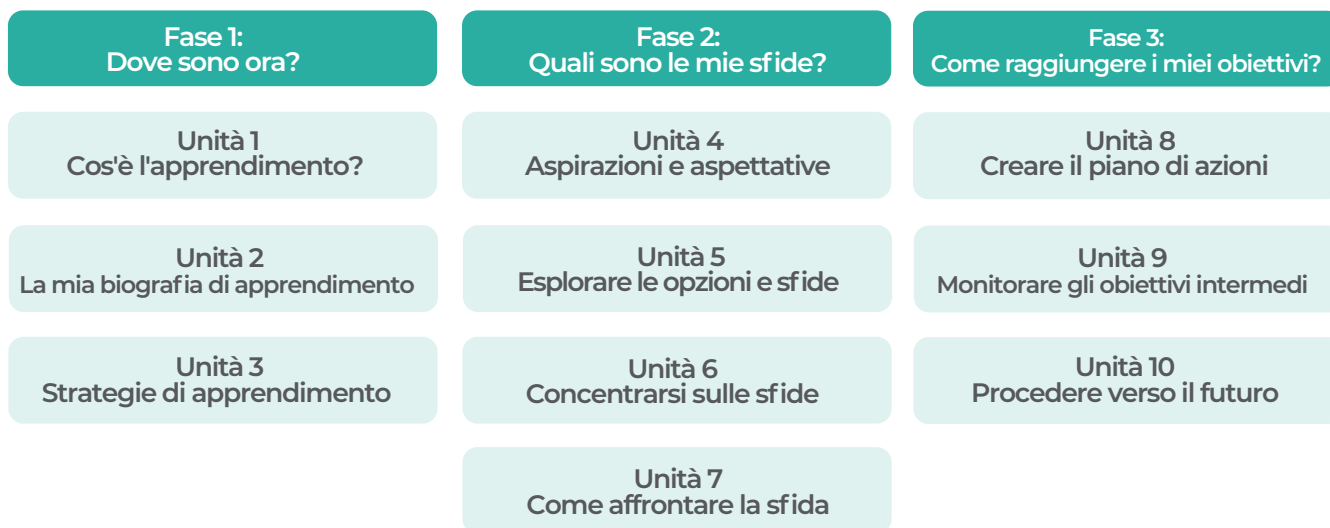 Fase 1:
Dove sono ora?
Unità 1
Cos'è l'apprendimento?
Unità 2
La mia biografia di apprendimento
Unità 3
Strategie di apprendimento
Fase 2:
Quali sono le mie sfide?
Unità 4
Aspirazioni e aspettative
Unità 5
Esplorare le opzioni e sfide
Unità 6
Concentrarsi sulle sfide
Unità 7
Come affrontare la sfida
Fase 3:
Come raggiungere i miei obiettivi?
Unità 8
Creare il piano di azioni
Unità 9
Monitorare gli obiettivi intermedi
Unità 10
Procedere verso il futuro